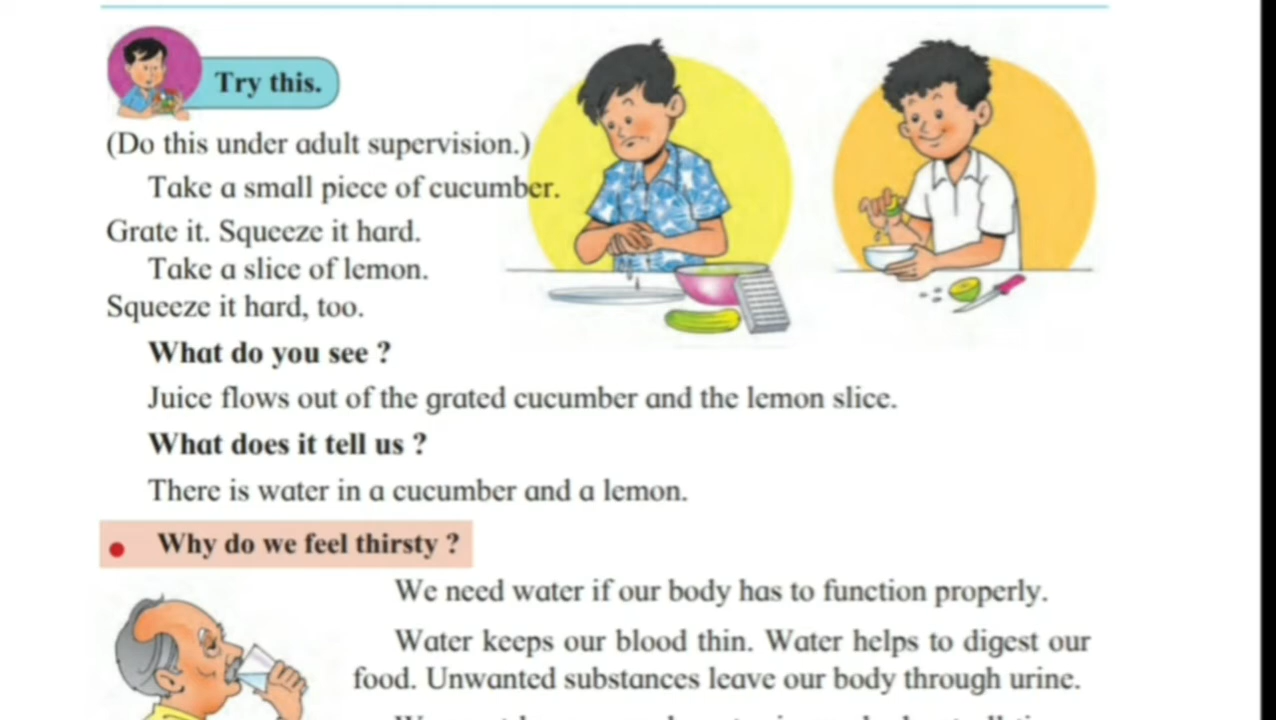 Try this.
(Do this under adult supervision.)
Take a small piece of cucumber.
Grate it. Squeeze it hard.
Take a slice of lemon.
Squeeze it hard, too.
What do you see ?
Juice flows out of the grated cucumber and the lemon slice.
What does it tell us ?
There is water in a cucumber and a lemon.
• Why do we feel thirsty ?
We need water if our body has to function properly.
Water keeps our blood thin. Water helps to digest our
food. Unwanted substances leave our body through urine.